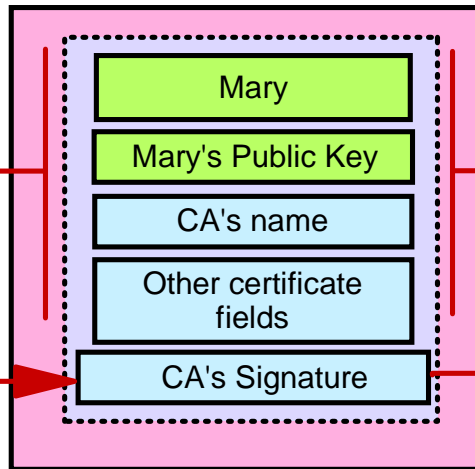 Mary
Mary's Public Key
CA's name
Other certificate
fields
CA's Signature